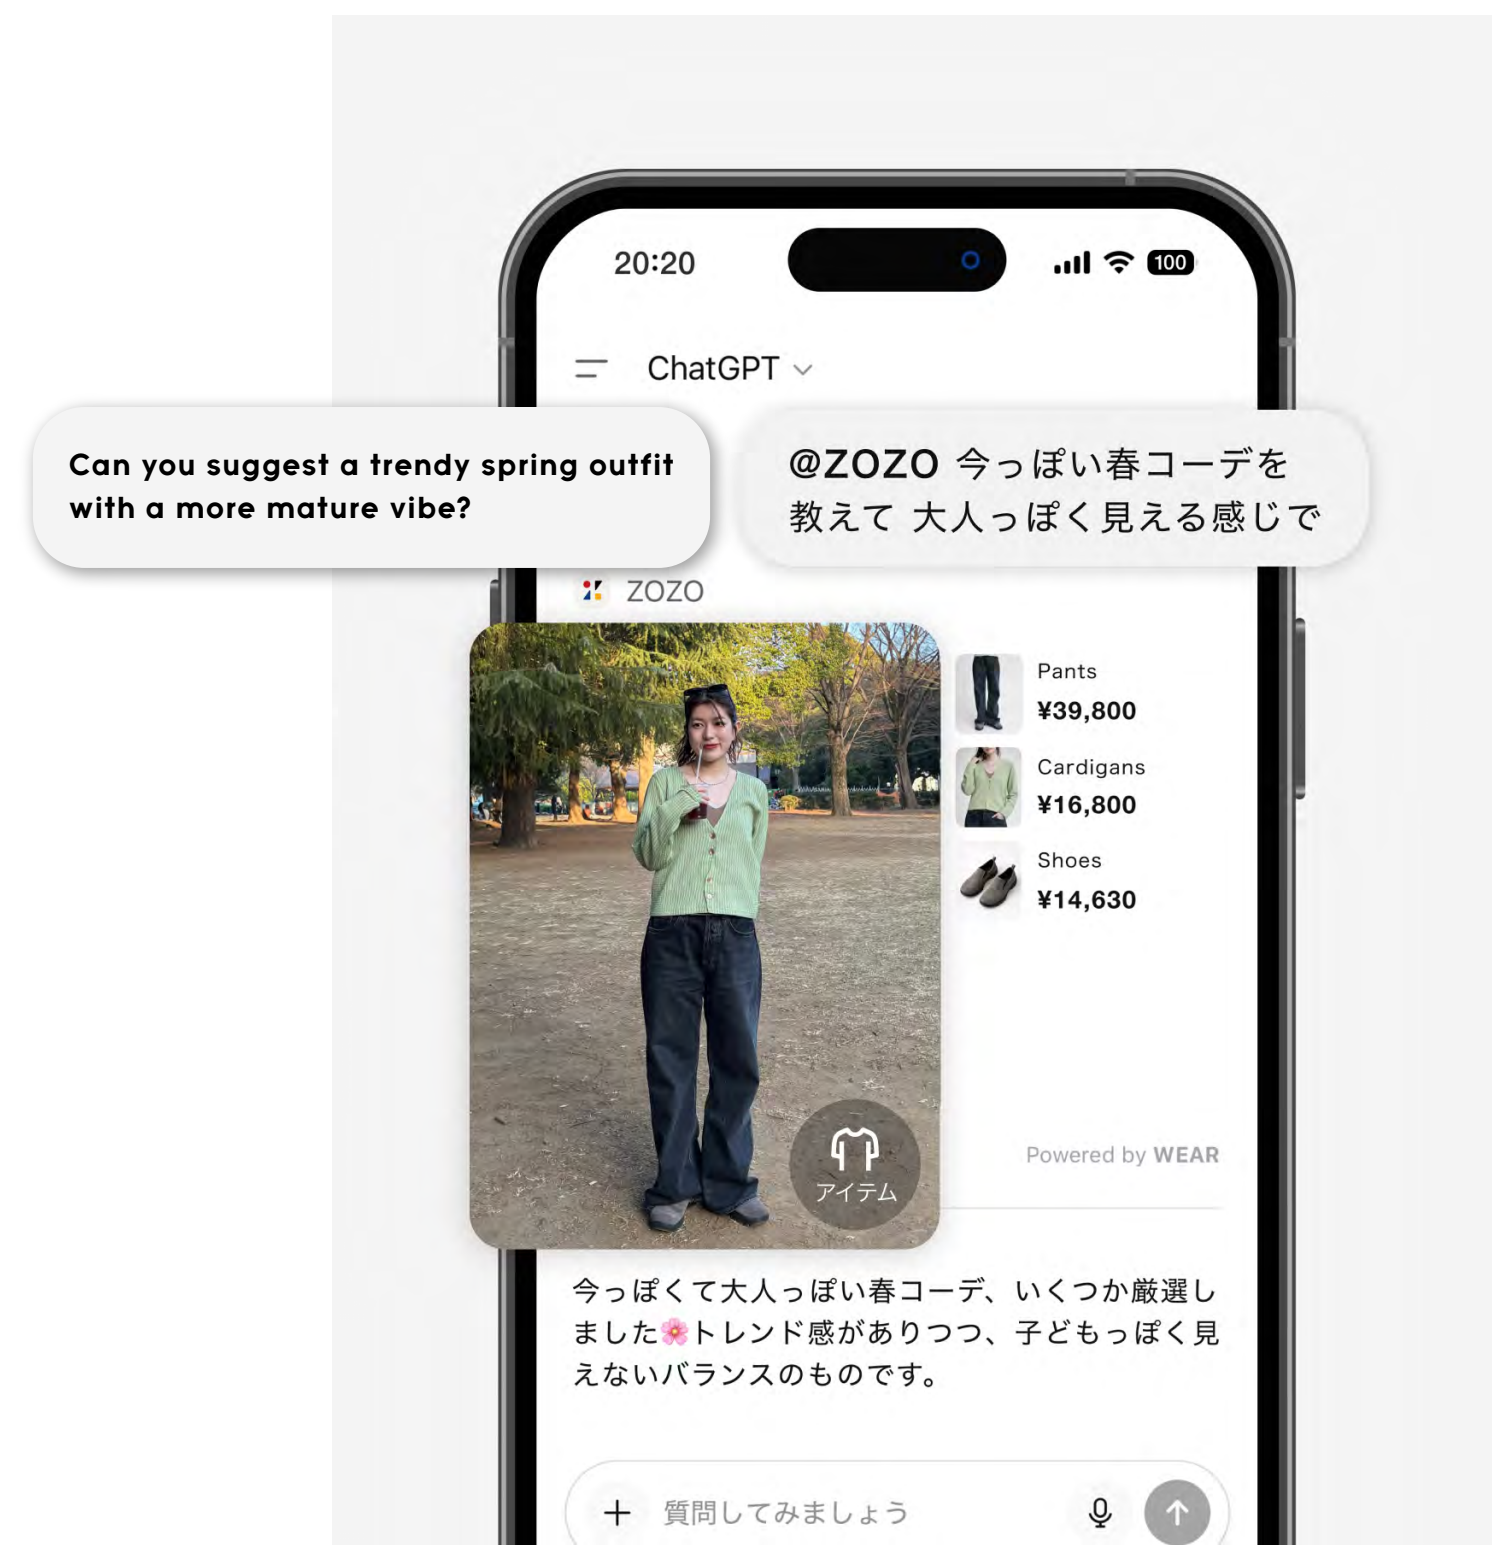 20:20
100
ChatGPT
Can you suggest a trendy spring outfit
with a more mature vibe?
@ZOZO 今っぽい春コーデを
教えて 大人っぽく見える感じで
ZOZO
Pants
¥39,800
Cardigans
¥16,800
Shoes
¥14,630
アイテム
Powered by WEAR
今っぽくて大人っぽい春コーデ、いくつか厳選し
ました🌸トレンド感がありつつ、子どもっぽく見
えないバランスのものです。
質問してみましょう